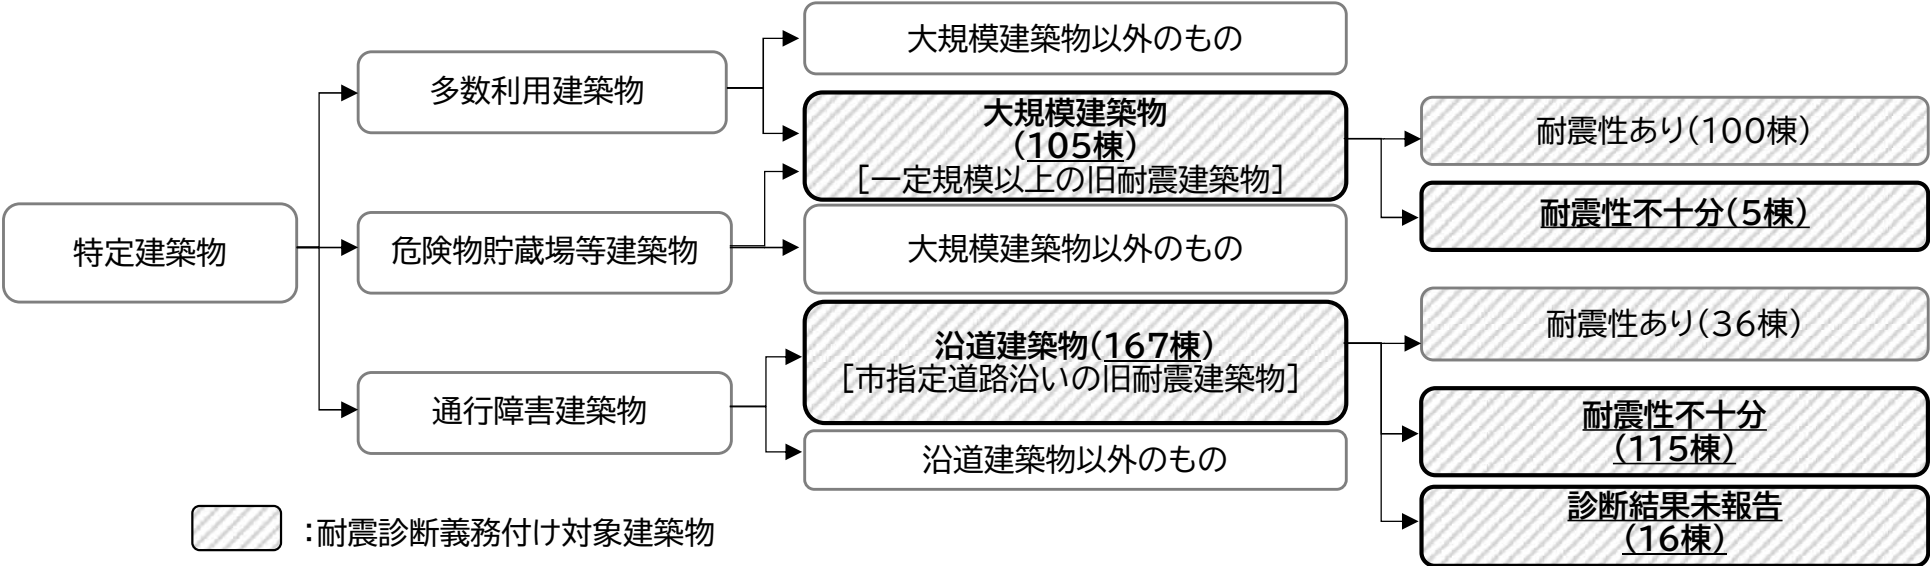 特定建築物
多数利用建築物
危険物貯蔵場等建築物
通行障害建築物
大規模建築物以外のもの
大規模建築物
(105棟)
[一定規模以上の旧耐震建築物]
大規模建築物以外のもの
沿道建築物(167棟)
[市指定道路沿いの旧耐震建築物]
沿道建築物以外のもの
耐震性あり(100棟)
耐震性不十分(5棟)
耐震性あり(36棟)
耐震性不十分
(115棟)
診断結果未報告
(16棟)
：耐震診断義務付け対象建築物